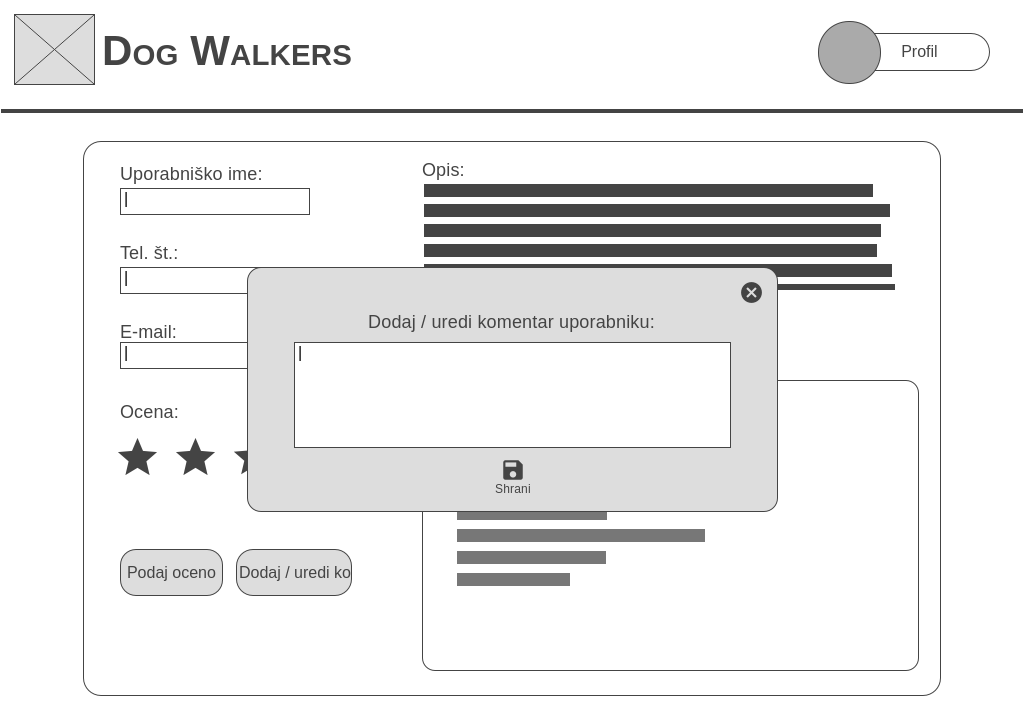 Dog Walkers
Profil
Uporabniško ime:
Tel. št.:
E-mail:
Ocena:
Podaj oceno
Dodaj / uredi ko
Opis:
Dodaj / uredi komentar uporabniku:
Shrani